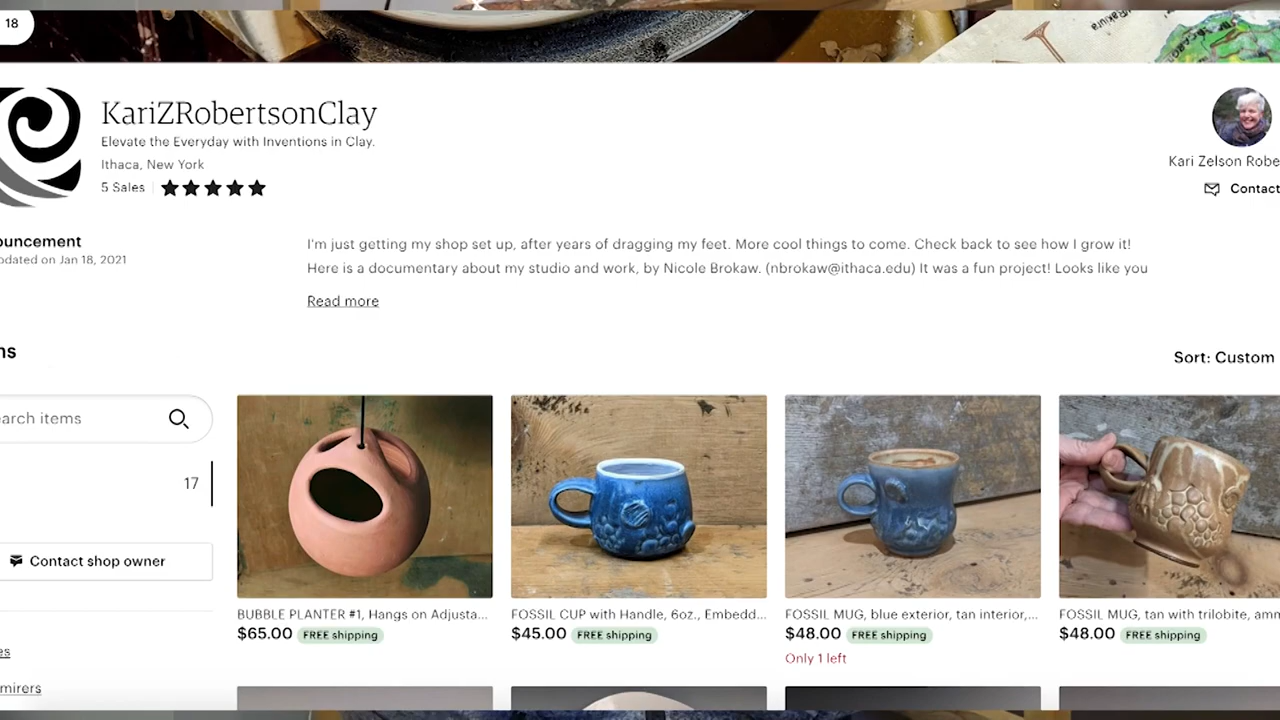 18
KariZRobertsonClay
Elevate the Everyday with Inventions in Clay.
Ithaca, New York
5 Sales
Kari Zelson Robe
Contact
ouncement
pdated on Jan 18, 2021
I'm just getting my shop set up, after years of dragging my feet. More cool things to come. Check back to see how I grow it!
Here is a documentary about my studio and work, by Nicole Brokaw. (nbrokaw@ithaca.edu) It was a fun project! Looks like you
Read more
ns
Sort: Custom
earch items
17
Contact shop owner
BUBBLE PLANTER #1, Hangs on Adjusta...
$65.00 FREE shipping
FOSSIL CUP with Handle, 6oz., Embedd...
$45.00 FREE shipping
FOSSIL MUG, blue exterior, tan interior,...
$48.00 FREE shipping
Only 1 left
FOSSIL MUG, tan with trilobite, amm
$48.00 FREE shipping
es
mirers